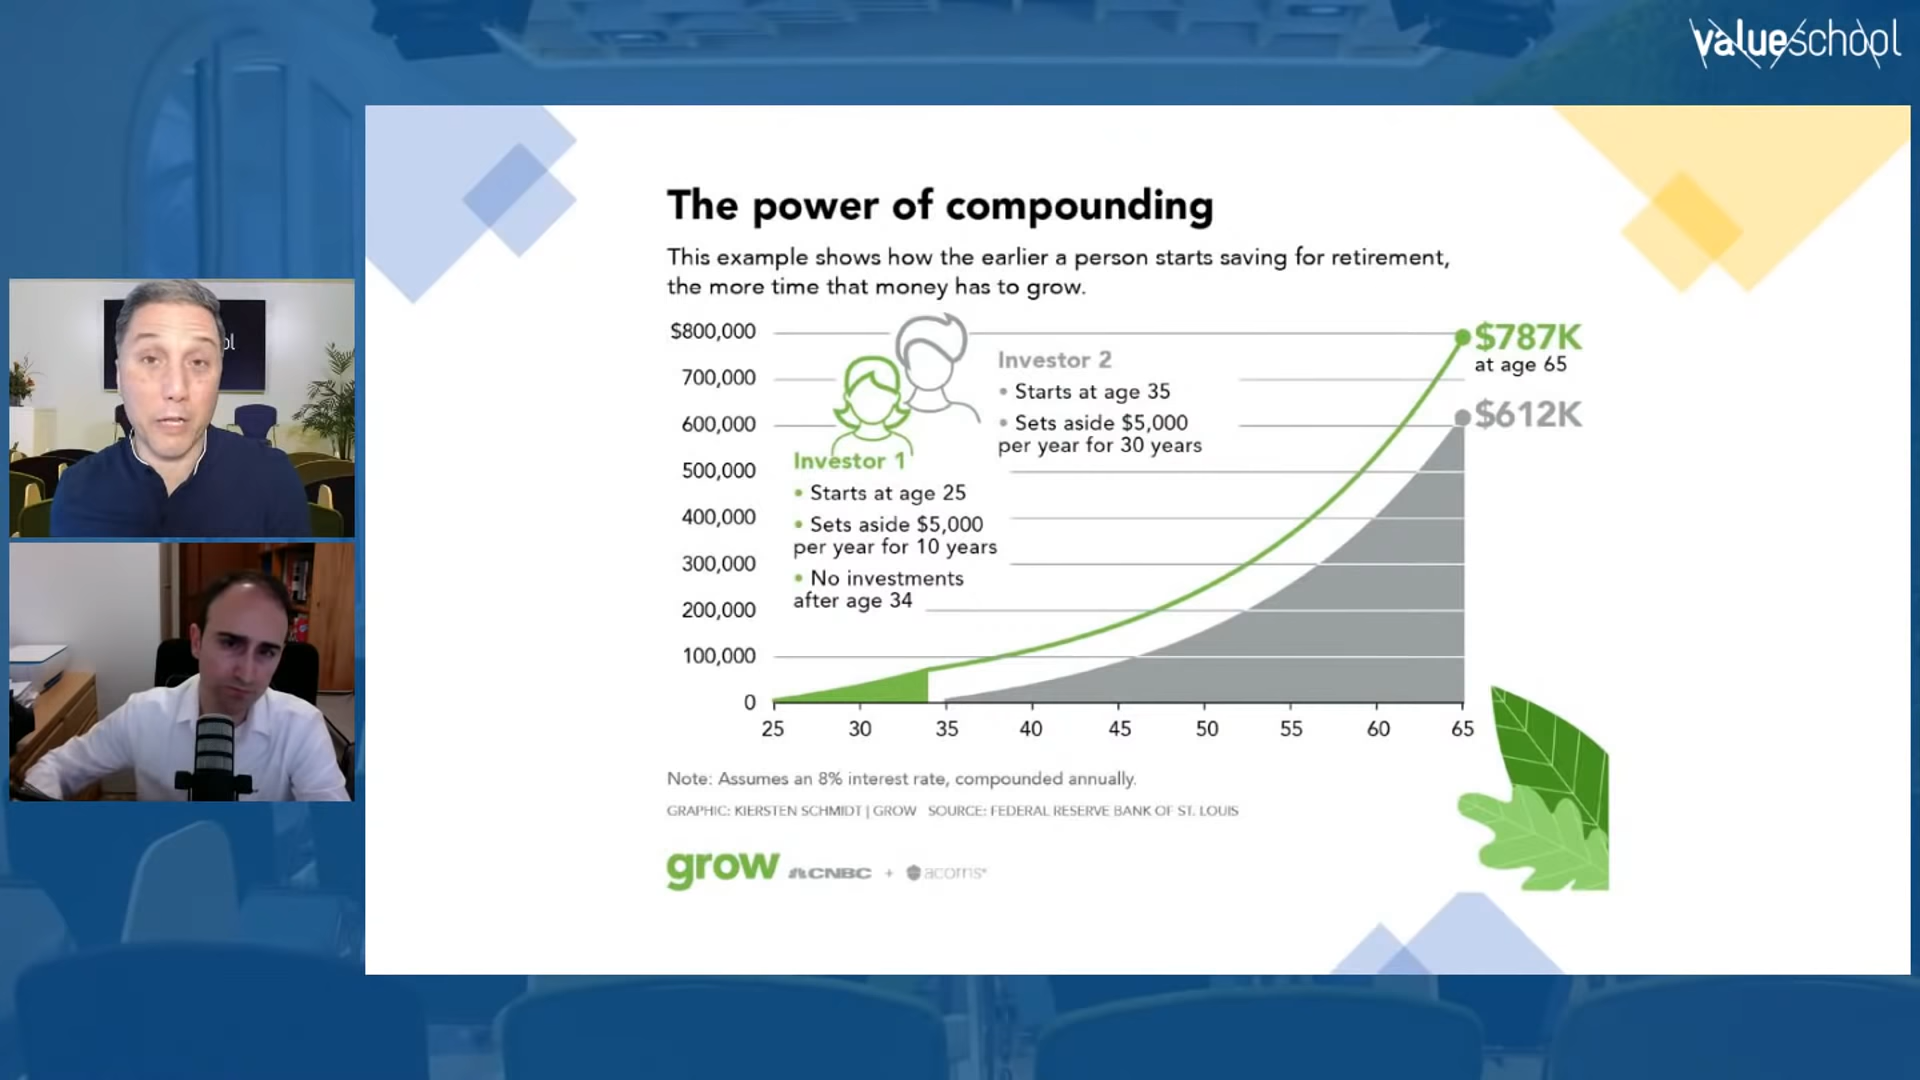 valueschool
ol
The power of compounding
This example shows how the earlier a person starts saving for retirement,
the more time that money has to grow.
$800,000
700,000
600,000
500,000
400,000
300,000
200,000
100,000
0
Investor 2
• Starts at age 35
• Sets aside $5,000
per year for 30 years
Investor 1
• Starts at age 25
• Sets aside $5,000
per year for 10 years
• No investments
after age 34
$787K
at age 65
$612K
25 30 35 40 45 50 55 60 65
Note: Assumes an 8% interest rate, compounded annually.
GRAPHIC: KIERSTEN SCHMIDT | GROW SOURCE: FEDERAL RESERVE BANK OF ST. LOUIS
grow CNBC + acorns